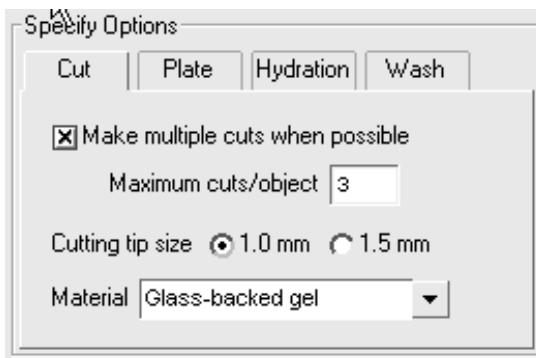 Specify Options
Cut Plate Hydration Wash
Make multiple cuts when possible
Maximum cuts/object 3
Cutting tip size 1.0 mm 1.5 mm
Material Glass-backed gel